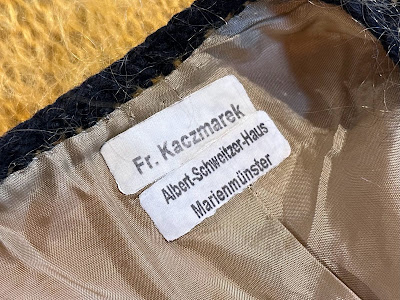 Fr. Kaczmarek
Albert-Schweitzer-Haus
Marienmünster